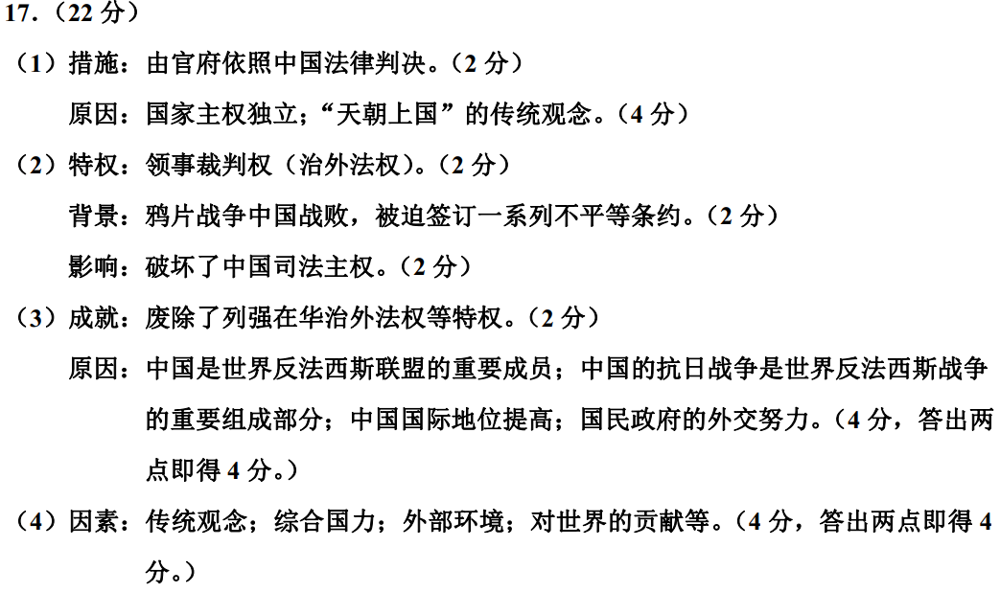 17.（22 分）
（1）措施：由官府依照中国法律判决。（2 分）
原因：国家主权独立；“天朝上国”的传统观念。（4 分）
（2）特权：领事裁判权（治外法权）。（2 分）
背景：鸦片战争中国战败，被迫签订一系列不平等条约。（2 分）
影响：破坏了中国司法主权。（2 分）
（3）成就：废除了列强在华治外法权等特权。（2 分）
原因：中国是世界反法西斯联盟的重要成员；中国的抗日战争是世界反法西斯战争
的重要组成部分；中国国际地位提高；国民政府的外交努力。（4 分，答出两
点即得 4 分。）
（4）因素：传统观念；综合国力；外部环境；对世界的贡献等。（4 分，答出两点即得 4
分。）